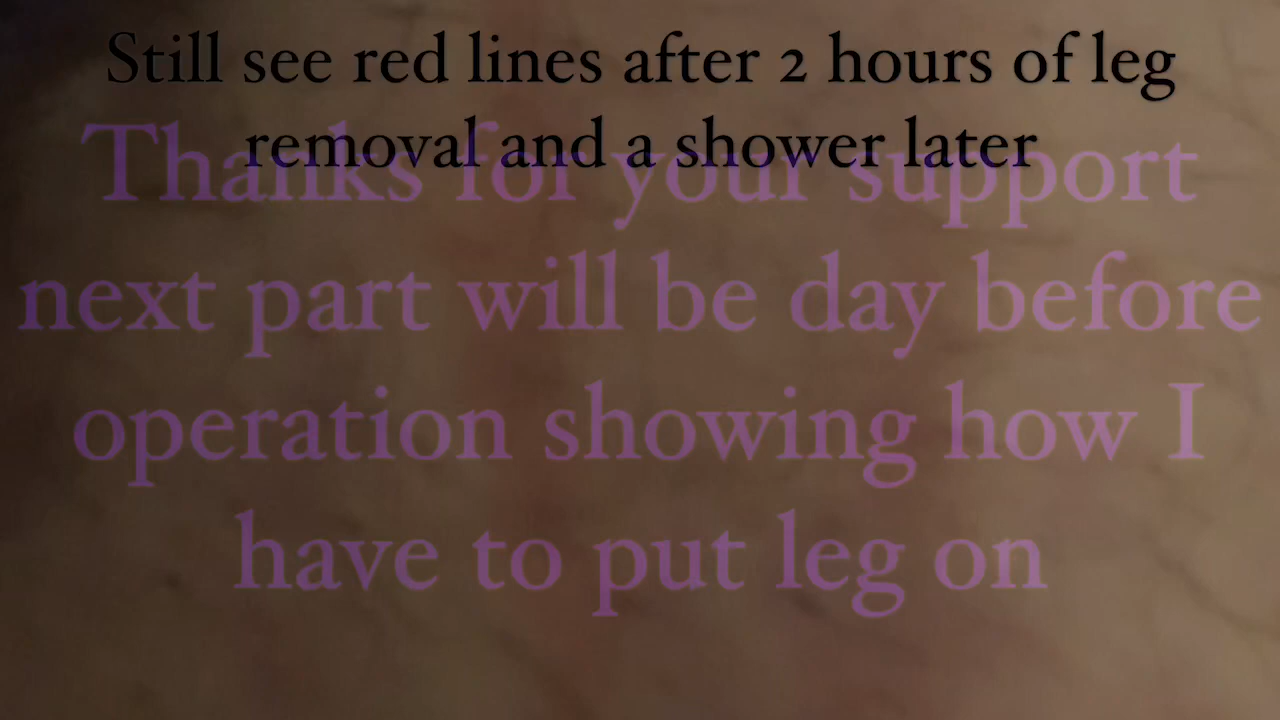 Still see red lines after 2 hours of leg
removal and a shower later
Thanks for your support
next part will be day before
operation showing how I
have to put leg on